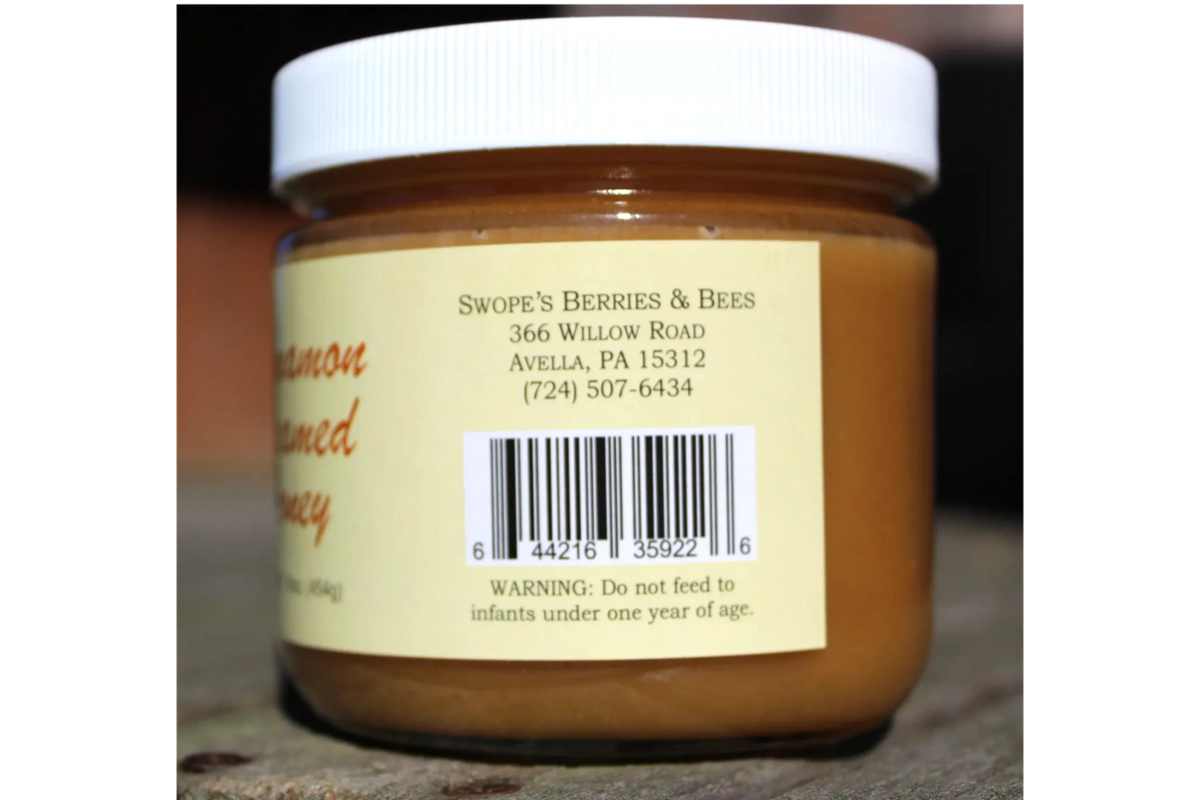 Swope's Berries & Bees
366 Willow Road
Avella, PA 15312
(724) 507-6434
6 44216 35922 6
WARNING: Do not feed to
infants under one year of age.
(454g)